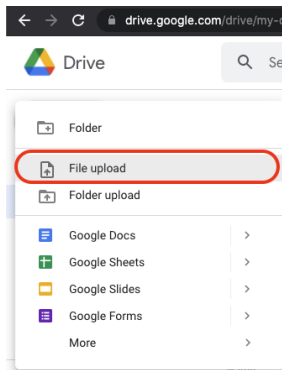 drive.google.com/drive/my-
Drive
Se
Folder
File upload
Folder upload
Google Docs
Google Sheets
Google Slides
Google Forms
More